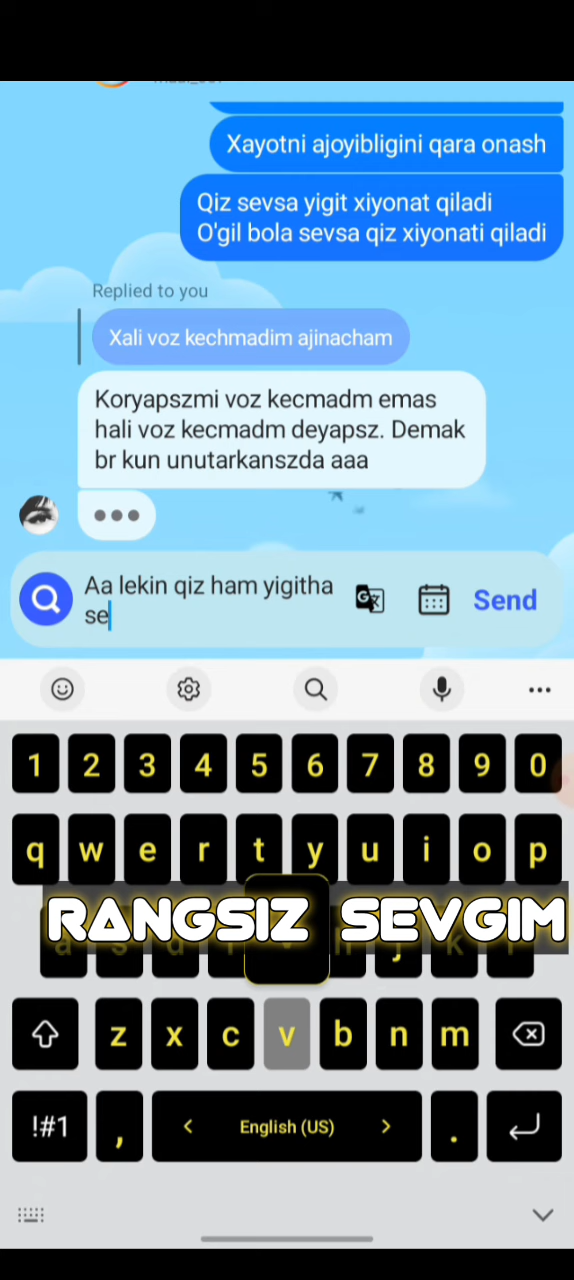 Xayotni ajoyibligini qara onash
Qiz sevsa yigit xiyonat qiladi
O'gil bola sevsa qiz xiyonati qiladi
Replied to you
Xali voz kechmadim ajinacham
Koryapszmi voz kecmadm emas
hali voz kecmadm deyapsz. Demak
br kun unutarkanszda aaa
Aa lekin qiz ham yigitha
se
Send
1 2 3 4 5 6 7 8 9 0
q w e r t y u i o p
RANGSIZ SEVGIM
z x c v b n m
!#1 , < English (US) > .